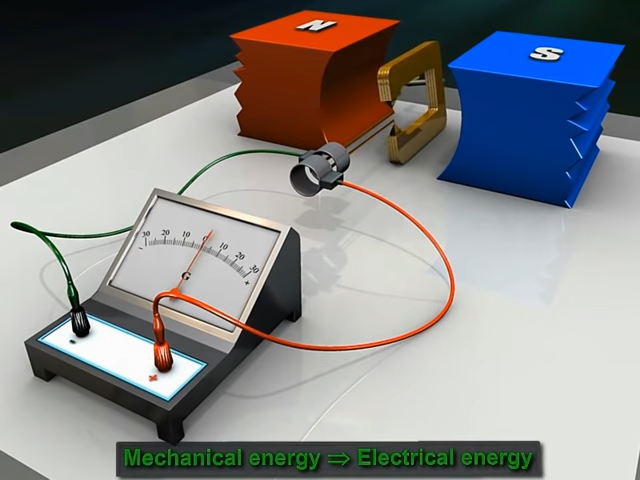 N
S
30 20 10 0 10 20 30
- +
G
-
+
Mechanical energy ⇒ Electrical energy